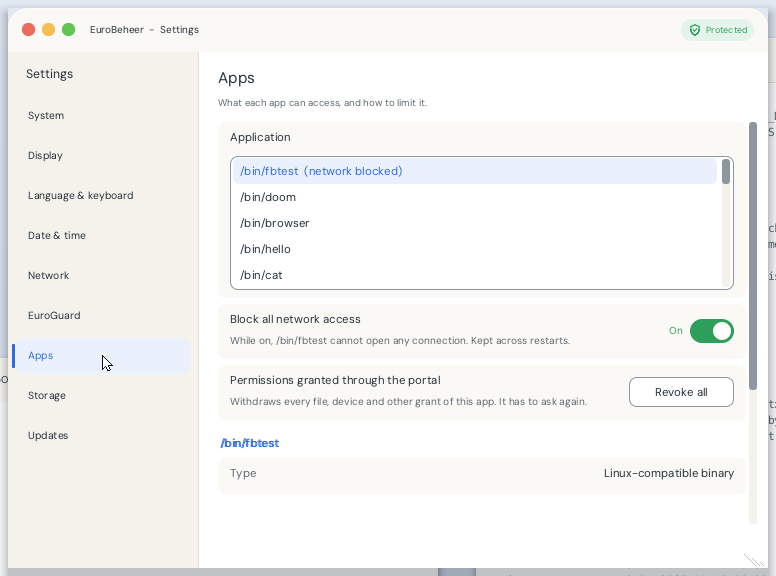 EuroBeheer - Settings
Protected
Settings
System
Display
Language & keyboard
Date & time
Network
EuroGuard
Apps
Storage
Updates
Apps
What each app can access, and how to limit it.
Application
/bin/fbtest (network blocked)
/bin/doom
/bin/browser
/bin/hello
/bin/cat
Block all network access
While on, /bin/fbtest cannot open any connection. Kept across restarts.
On
Permissions granted through the portal
Withdraws every file, device and other grant of this app. It has to ask again.
Revoke all
/bin/fbtest
Type
Linux-compatible binary